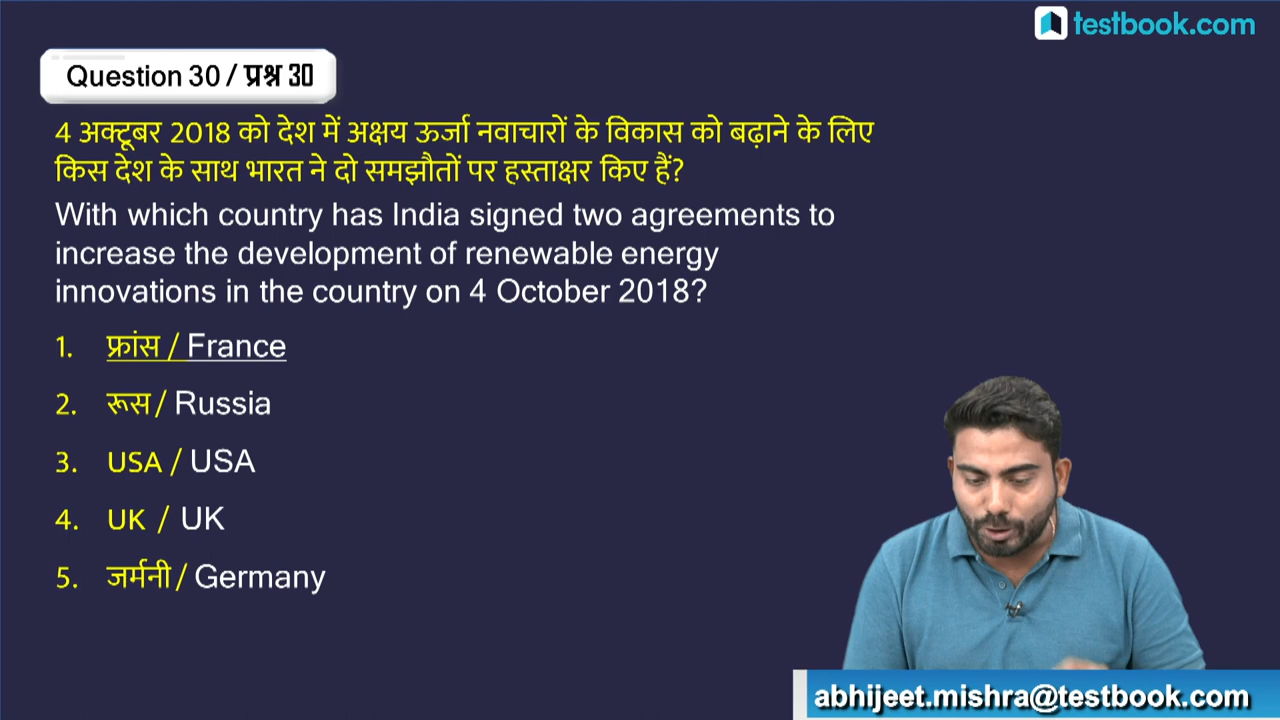 testbook.com
Question 30 / प्रश्न 30
4 अक्टूबर 2018 को देश में अक्षय ऊर्जा नवाचारों के विकास को बढ़ाने के लिए
किस देश के साथ भारत ने दो समझौतों पर हस्ताक्षर किए हैं?
With which country has India signed two agreements to
increase the development of renewable energy
innovations in the country on 4 October 2018?
1. फ्रांस / France
2. रूस / Russia
3. USA / USA
4. UK / UK
5. जर्मनी / Germany
abhijeet.mishra@testbook.com